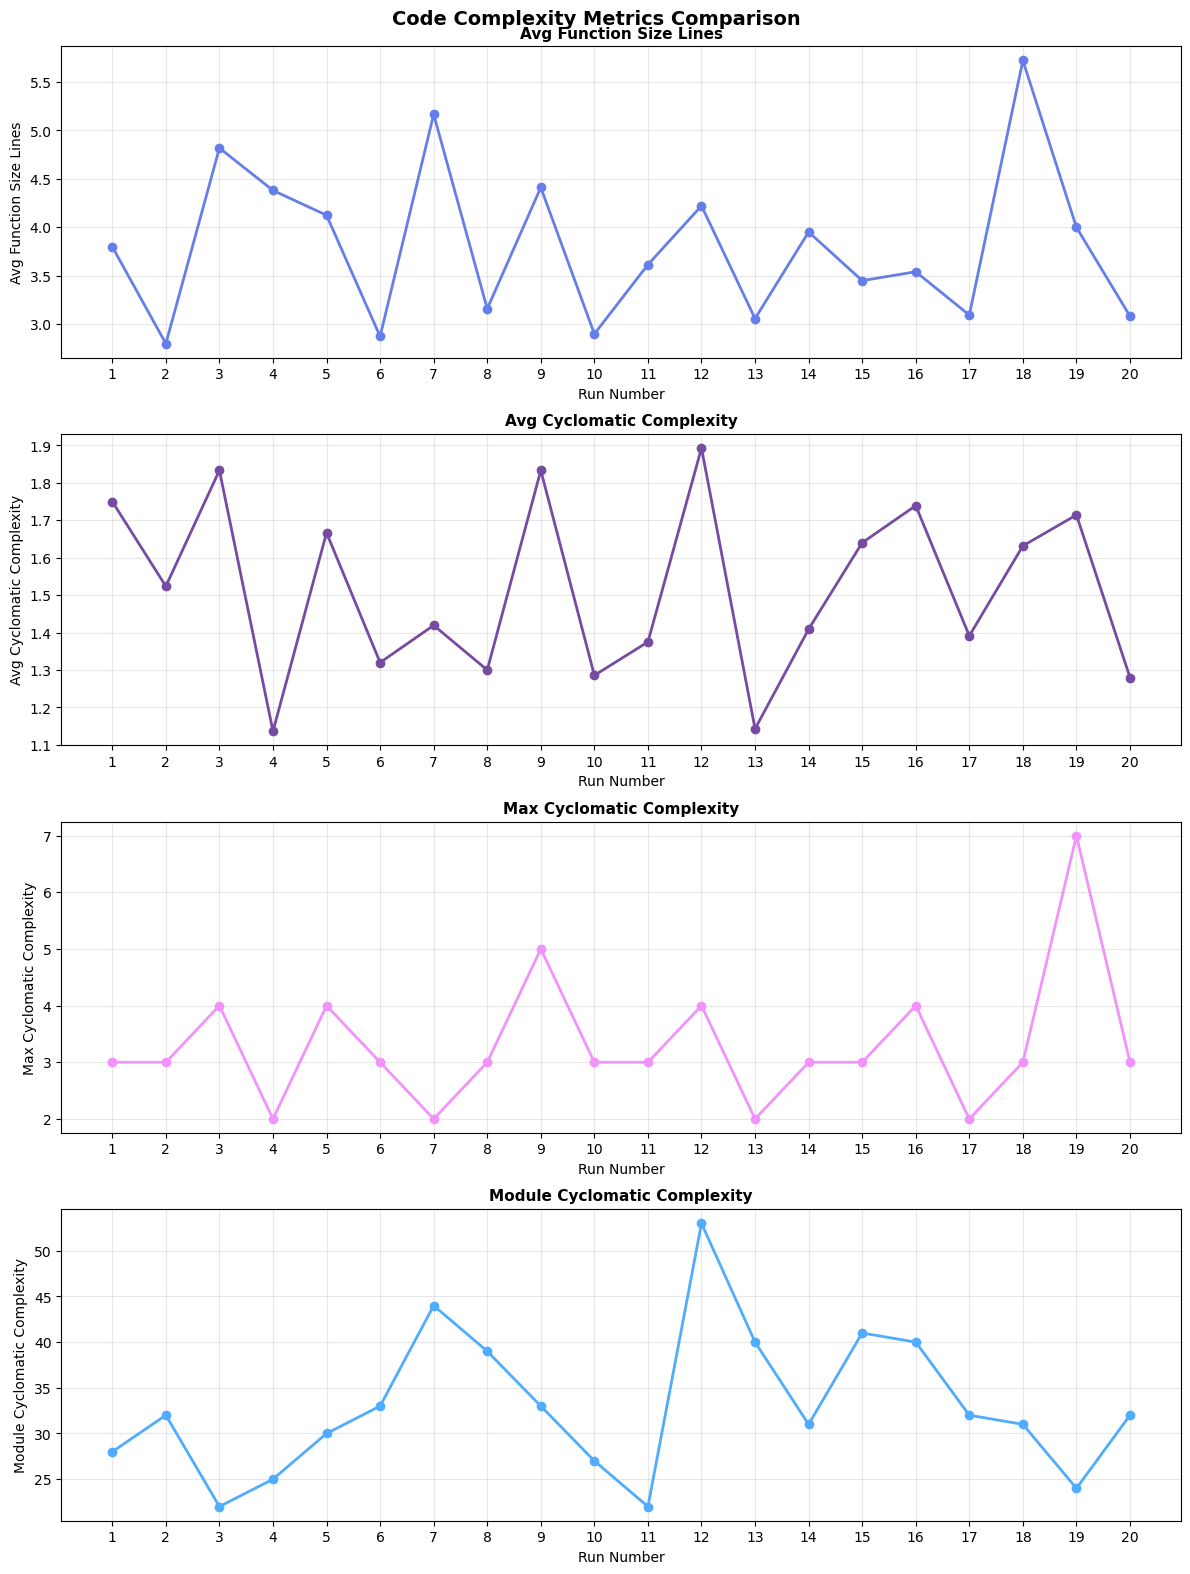 Code Complexity Metrics Comparison
Avg Function Size Lines
Avg Function Size Lines
5.5
5.0
4.5
4.0
3.5
3.0
1 2 3 4 5 6 7 8 9 10 11 12 13 14 15 16 17 18 19 20
Run Number
Avg Cyclomatic Complexity
Avg Cyclomatic Complexity
1.9
1.8
1.7
1.6
1.5
1.4
1.3
1.2
1.1
1 2 3 4 5 6 7 8 9 10 11 12 13 14 15 16 17 18 19 20
Run Number
Max Cyclomatic Complexity
Max Cyclomatic Complexity
7
6
5
4
3
2
1 2 3 4 5 6 7 8 9 10 11 12 13 14 15 16 17 18 19 20
Run Number
Module Cyclomatic Complexity
Module Cyclomatic Complexity
50
45
40
35
30
25
1 2 3 4 5 6 7 8 9 10 11 12 13 14 15 16 17 18 19 20
Run Number